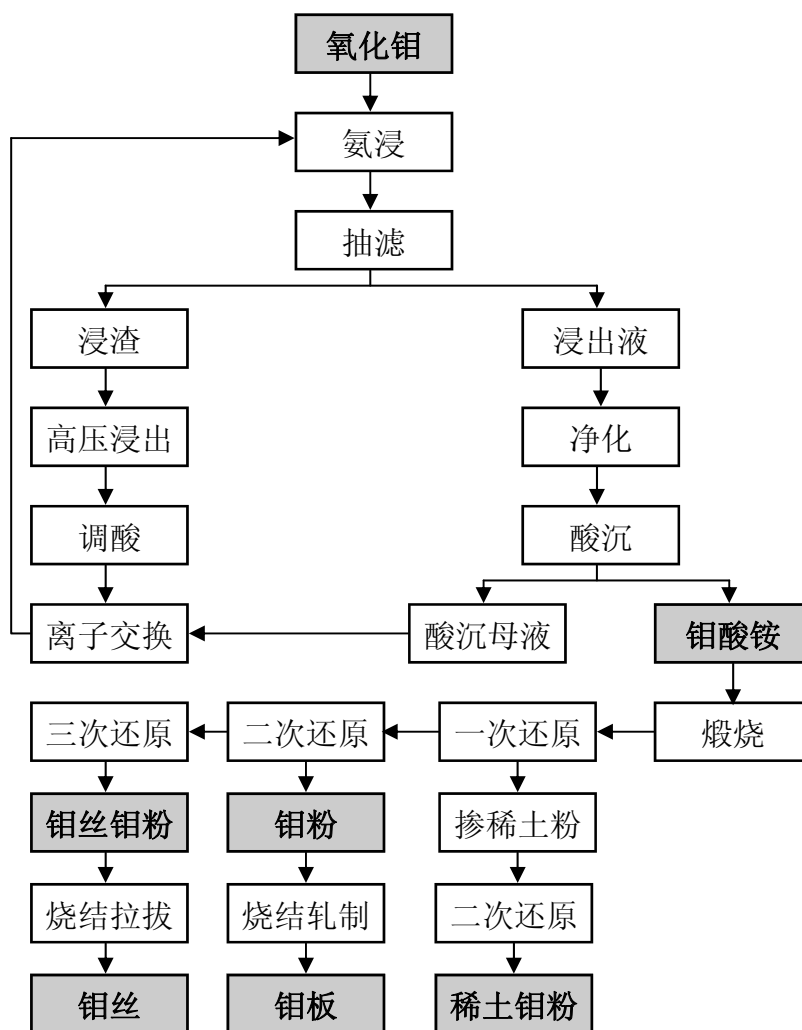 氧化钼
氨浸
抽滤
浸渣
浸出液
高压浸出
净化
调酸
酸沉
离子交换
酸沉母液
钼酸铵
三次还原
二次还原
一次还原
煅烧
钼丝钼粉
钼粉
掺稀土粉
烧结拉拔
烧结轧制
二次还原
钼丝
钼板
稀土钼粉